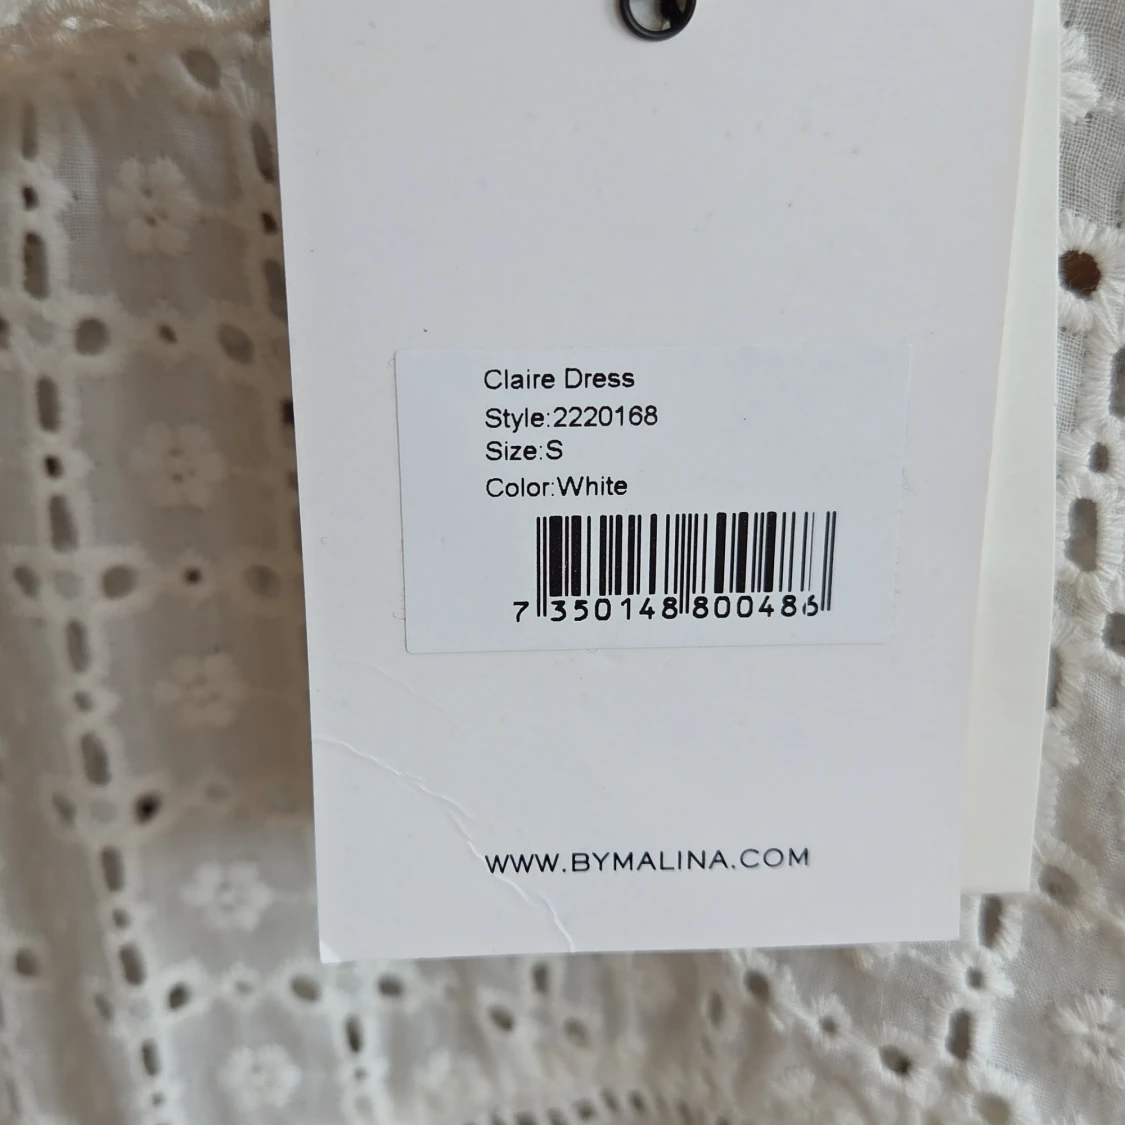 Claire Dress
Style:2220168
Size:S
Color:White
7 350148 800486
WWW.BYMALINA.COM